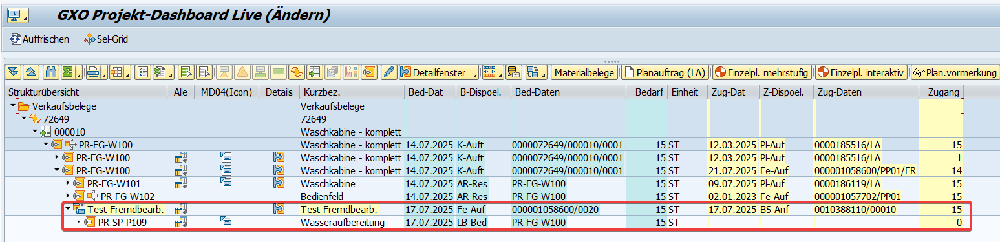 GXO Projekt-Dashboard Live (Ändern)
Auffrischen Sel-Grid
Detailfenster Materialbelege Planauftrag (LA) Einzelpl. mehrstufig Einzelpl. interaktiv Plan.vormerkung
Strukturübersicht Alle MD04(Icon) Details Kurzbez. Bed-Dat B-Dispoel. Bed-Daten Bedarf Einheit Zug-Dat Z-Dispoel. Zug-Daten Zugang
Verkaufsbelege Verkaufsbelege
72649 72649
000010 Waschkabine - komplett
PR-FG-W100 Waschkabine - komplett 14.07.2025 K-Auft 0000072649/000010/0001 15 ST 12.03.2025 Pl-Auf 0000185516/LA 15
PR-FG-W100 Waschkabine - komplett 14.07.2025 K-Auft 0000072649/000010/0001 15 ST 12.03.2025 Pl-Auf 0000185516/LA 1
PR-FG-W100 Waschkabine - komplett 14.07.2025 K-Auft 0000072649/000010/0001 15 ST 21.07.2025 Fe-Auf 000001058600/PP01/FR 14
PR-FG-W101 Waschkabine 14.07.2025 AR-Res PR-FG-W100 15 ST 09.07.2025 Pl-Auf 0000186119/LA 15
PR-FG-W102 Bedienfeld 14.07.2025 AR-Res PR-FG-W100 15 ST 02.01.2023 Fe-Auf 000001057702/PP01 15
Test Fremdbearb. Test Fremdbearb. 17.07.2025 Fe-Auf 000001058600/0020 15 ST 17.07.2025 BS-Anf 0010388110/00010 15
PR-SP-P109 Wasseraufbereitung 17.07.2025 LB-Bed PR-FG-W100 15 ST 0